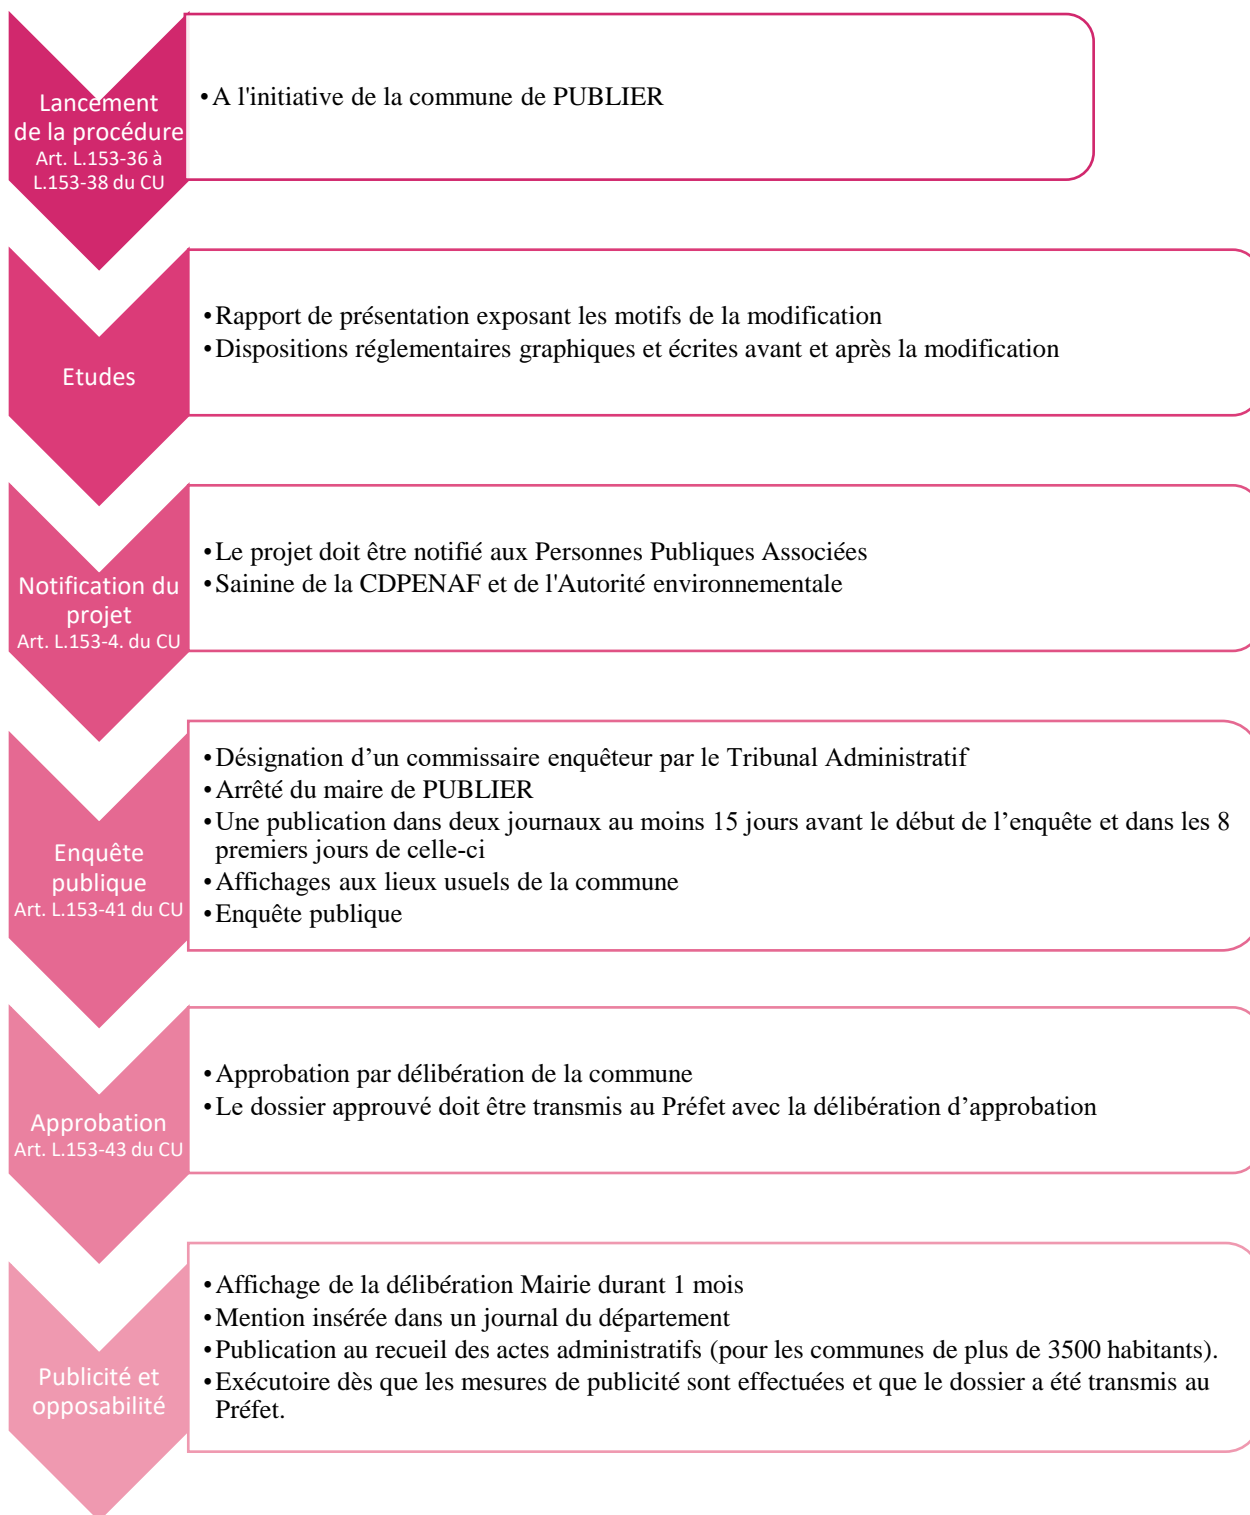 Lancement
de la procédure
Art. L.153-36 à
L.153-38 du CU
•A l'initiative de la commune de PUBLIER
Etudes
•Rapport de présentation exposant les motifs de la modification
•Dispositions réglementaires graphiques et écrites avant et après la modification
Notification du
projet
Art. L.153-4. du CU
•Le projet doit être notifié aux Personnes Publiques Associées
•Sainine de la CDPENAF et de l'Autorité environnementale
Enquête
publique
Art. L.153-41 du CU
•Désignation d’un commissaire enquêteur par le Tribunal Administratif
•Arrêté du maire de PUBLIER
•Une publication dans deux journaux au moins 15 jours avant le début de l’enquête et dans les 8
premiers jours de celle-ci
•Affichages aux lieux usuels de la commune
•Enquête publique
Approbation
Art. L.153-43 du CU
•Approbation par délibération de la commune
•Le dossier approuvé doit être transmis au Préfet avec la délibération d’approbation
Publicité et
opposabilité
•Affichage de la délibération Mairie durant 1 mois
•Mention insérée dans un journal du département
•Publication au recueil des actes administratifs (pour les communes de plus de 3500 habitants).
•Exécutoire dès que les mesures de publicité sont effectuées et que le dossier a été transmis au
Préfet.